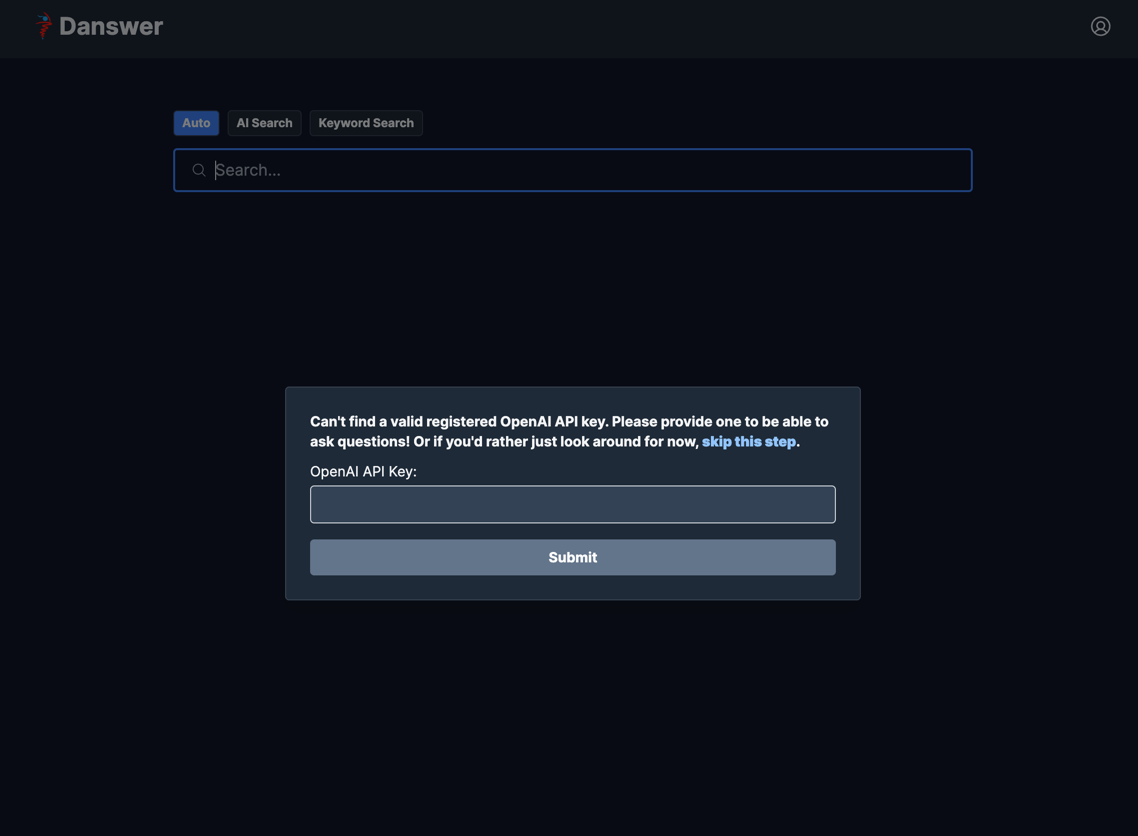 Danswer
Auto
AI Search
Keyword Search
Search...
Can't find a valid registered OpenAI API key. Please provide one to be able to
ask questions! Or if you'd rather just look around for now, skip this step.
OpenAI API Key:
Submit